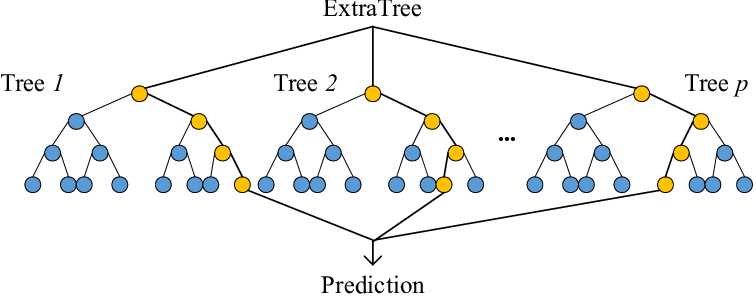 ExtraTree
Tree 1
Tree 2
Tree p
...
Prediction